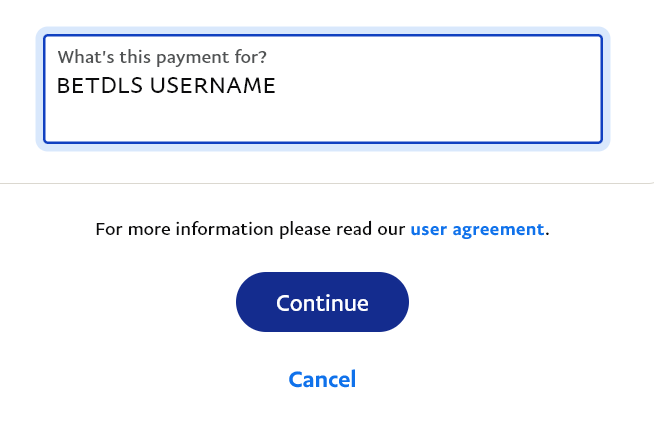 What's this payment for?
BETDLS USERNAME
For more information please read our user agreement.
Continue
Cancel